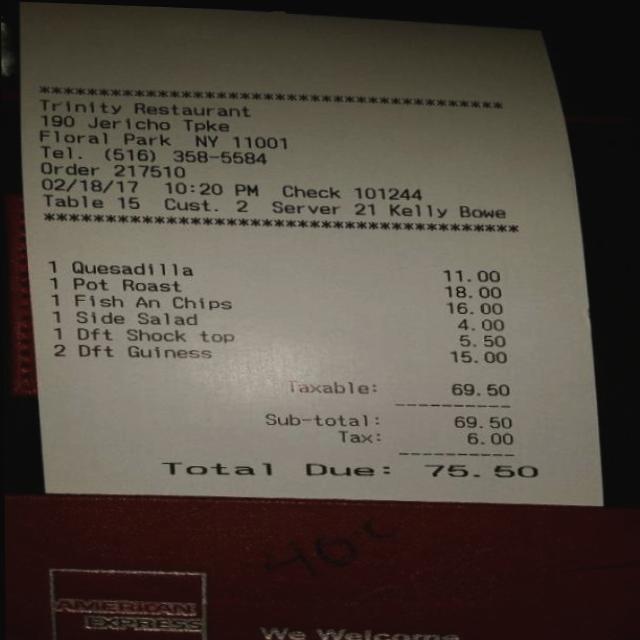 ****************************************
Trinity Restaurant
190 Jericho Tpke
Floral Park NY 11001
Tel. (516) 358-5584
Order 217510
02/18/17 10:20 PM Check 101244
Table 15 Cust. 2 Server 21 Kelly Bowe
****************************************
1 Quesadilla 11.00
1 Pot Roast 18.00
1 Fish An Chips 16.00
1 Side Salad 4.00
1 Dft Shock top 5.50
2 Dft Guiness 15.00
Taxable: 69.50
----------
Sub-total: 69.50
Tax: 6.00
----------
Total Due: 75.50
AMERICAN
EXPRESS
We Welcome